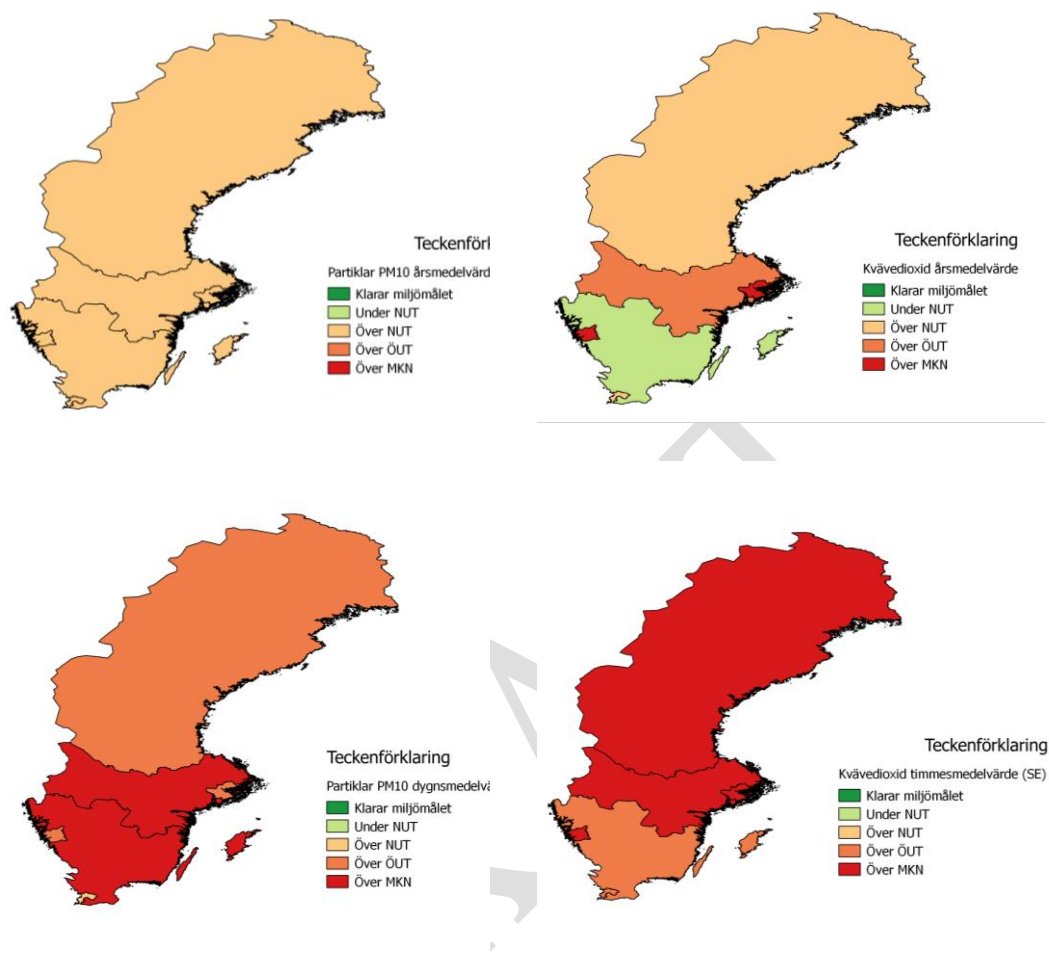 Teckenförk
Partiklar PM10 årsmedelvärd
Klarar miljömålet
Under NUT
Över NUT
Över ÖUT
Över MKN
Teckenförklaring
Kvävedioxid årsmedelvärde
Klarar miljömålet
Under NUT
Över NUT
Över ÖUT
Över MKN
Teckenförklaring
Partiklar PM10 dygnsmedelvä
Klarar miljömålet
Under NUT
Över NUT
Över ÖUT
Över MKN
Teckenförklaring
Kvävedioxid timmesmedelvärde (SE)
Klarar miljömålet
Under NUT
Över NUT
Över ÖUT
Över MKN